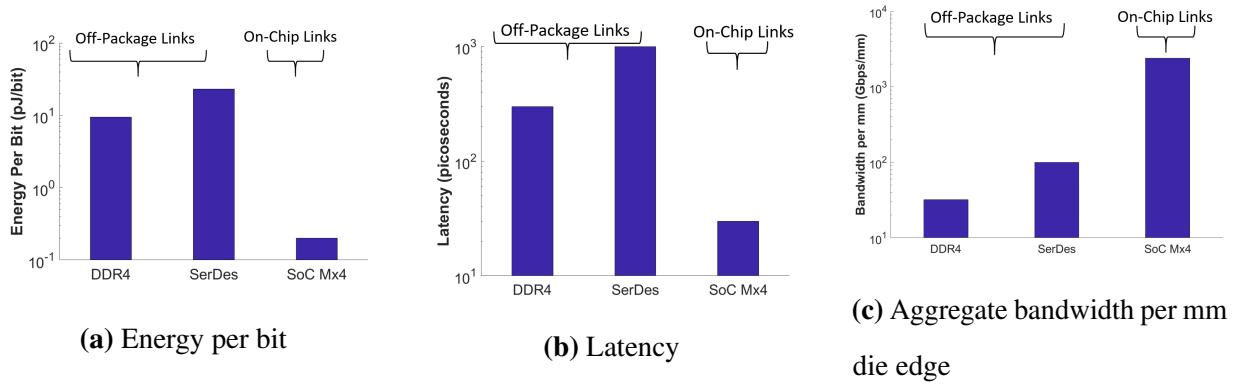 Off-Package Links
On-Chip Links
Energy Per Bit (pJ/bit)
10²
10¹
10⁰
10⁻¹
DDR4
SerDes
SoC Mx4
(a) Energy per bit
Off-Package Links
On-Chip Links
Latency (picoseconds)
10³
10²
10¹
DDR4
SerDes
SoC Mx4
(b) Latency
Off-Package Links
On-Chip Links
Bandwidth per mm (Gbps/mm)
10⁴
10³
10²
10¹
DDR4
SerDes
SoC Mx4
(c) Aggregate bandwidth per mm
die edge